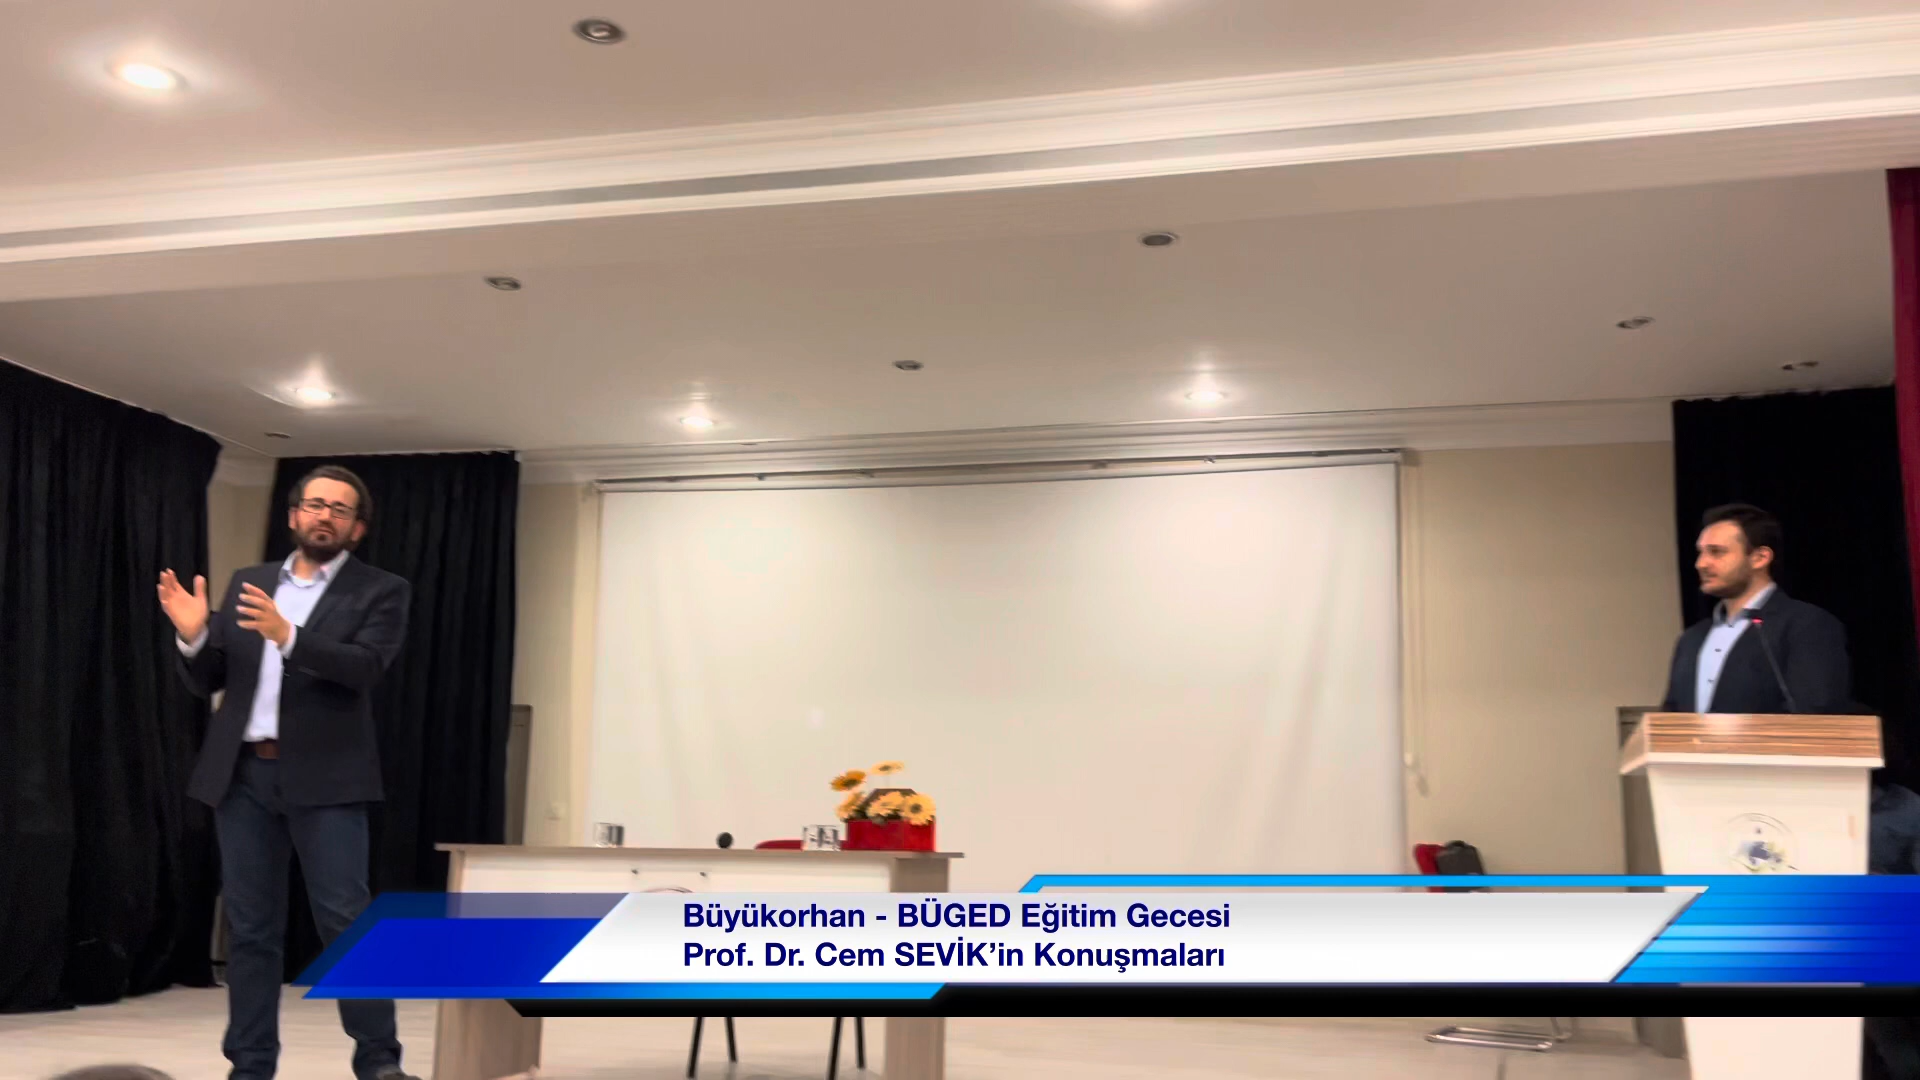 Büyükorhan - BÜGED Eğitim Gecesi
Prof. Dr. Cem SEVİK’in Konuşmaları